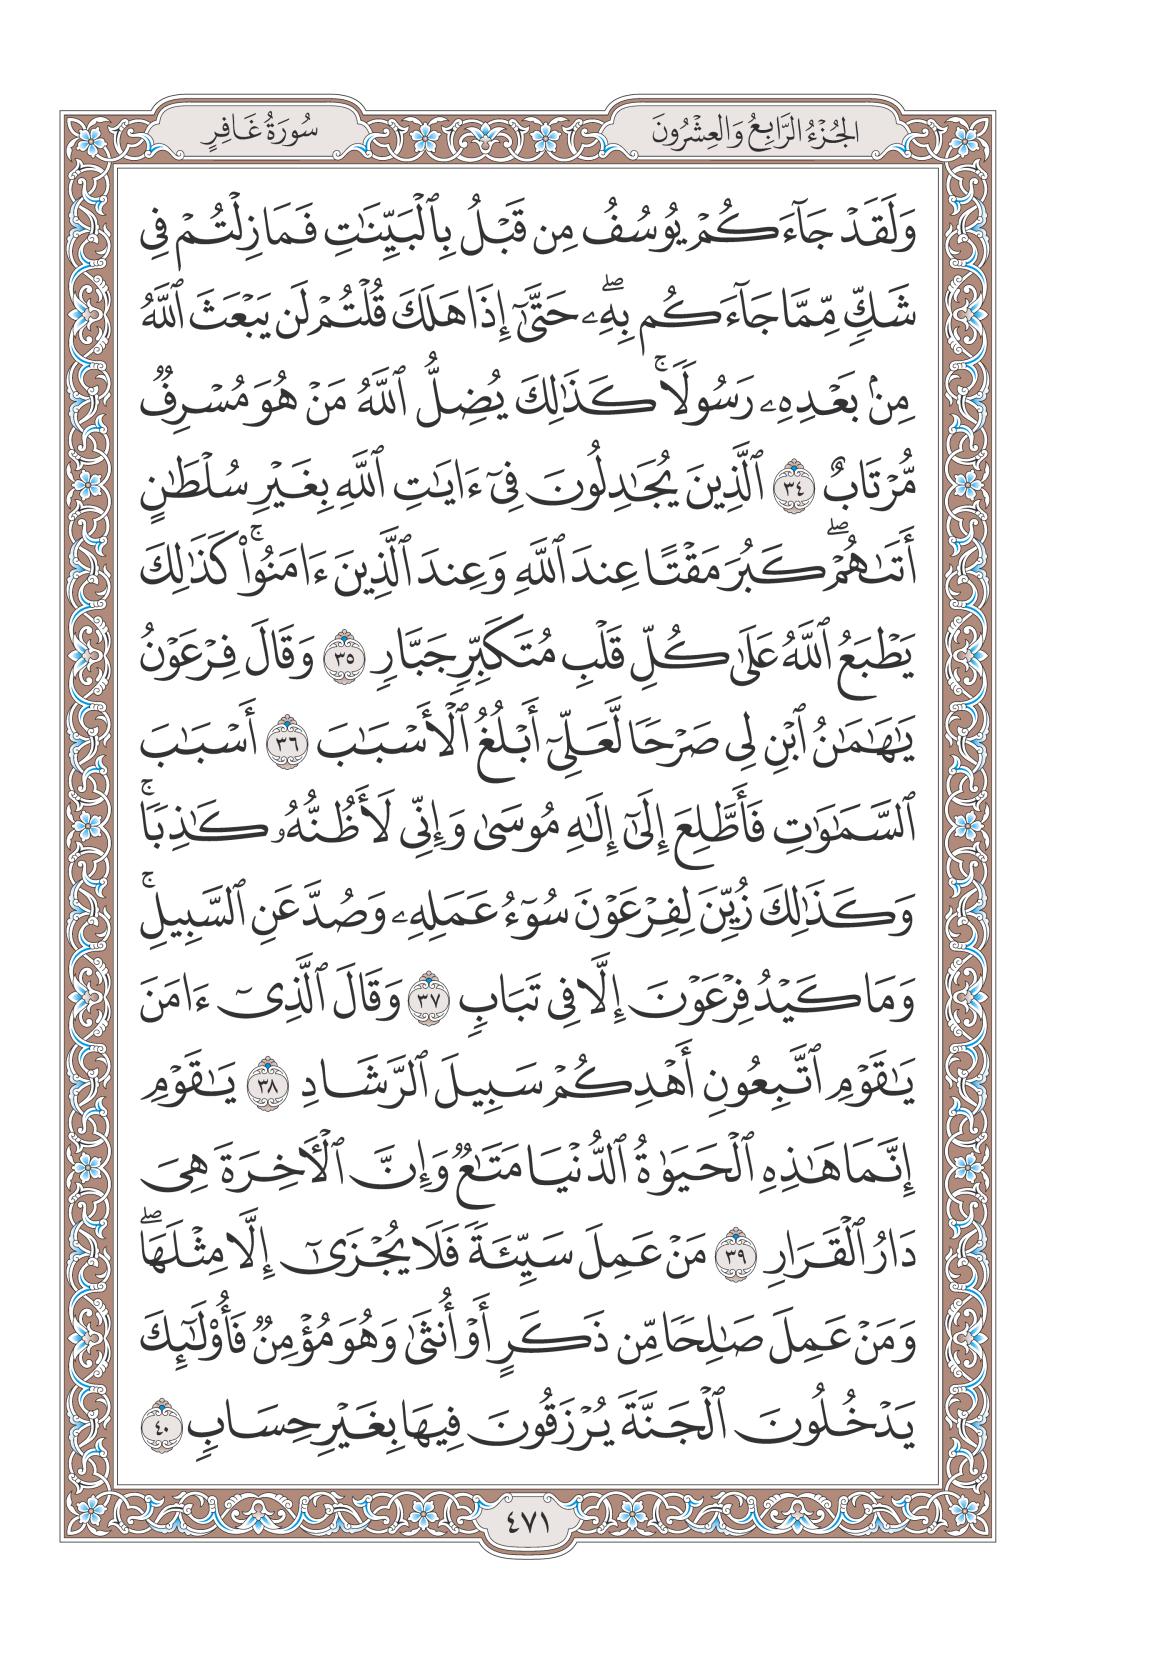 الجُزْءُ الرَّابِعُ وَالعِشْرُونَ
سُورَةُ غَافِرٍ
وَلَقَدْ جَآءَكُمْ يُوسُفُ مِن قَبْلُ بِٱلْبَيِّنَٰتِ فَمَا زِلْتُمْ فِى
شَكٍّ مِّمَّا جَآءَكُم بِهِۦۖ حَتَّىٰٓ إِذَا هَلَكَ قُلْتُمْ لَن يَبْعَثَ ٱللَّهُ
مِنۢ بَعْدِهِۦ رَسُولًاۚ كَذَٰلِكَ يُضِلُّ ٱللَّهُ مَنْ هُوَ مُسْرِفٌ
مُّرْتَابٌ ٣٤ ٱلَّذِينَ يُجَٰدِلُونَ فِىٓ ءَايَٰتِ ٱللَّهِ بِغَيْرِ سُلْطَٰنٍ
أَتَىٰهُمْۖ كَبُرَ مَقْتًا عِندَ ٱللَّهِ وَعِندَ ٱلَّذِينَ ءَامَنُوا۟ۚ كَذَٰلِكَ
يَطْبَعُ ٱللَّهُ عَلَىٰ كُلِّ قَلْبِ مُتَكَبِّرٍ جَبَّارٍ ٣٥ وَقَالَ فِرْعَوْنُ
يَٰهَٰمَٰنُ ٱبْنِ لِى صَرْحًا لَّعَلِّىٓ أَبْلُغُ ٱلْأَسْبَٰبَ ٣٦ أَسْبَٰبَ
ٱلسَّمَٰوَٰتِ فَأَطَّلِعَ إِلَىٰٓ إِلَٰهِ مُوسَىٰ وَإِنِّى لَأَظُنُّهُۥ كَٰذِبًاۚ
وَكَذَٰلِكَ زُيِّنَ لِفِرْعَوْنَ سُوٓءُ عَمَلِهِۦ وَصُدَّ عَنِ ٱلسَّبِيلِۚ
وَمَا كَيْدُ فِرْعَوْنَ إِلَّا فِى تَبَابٍ ٣٧ وَقَالَ ٱلَّذِىٓ ءَامَنَ
يَٰقَوْمِ ٱتَّبِعُونِ أَهْدِكُمْ سَبِيلَ ٱلرَّشَادِ ٣٨ يَٰقَوْمِ
إِنَّمَا هَٰذِهِ ٱلْحَيَوٰةُ ٱلدُّنْيَا مَتَٰعٌ وَإِنَّ ٱلْءَاخِرَةَ هِىَ
دَارُ ٱلْقَرَارِ ٣٩ مَنْ عَمِلَ سَيِّئَةً فَلَا يُجْزَىٰٓ إِلَّا مِثْلَهَاۖ
وَمَنْ عَمِلَ صَٰلِحًا مِّن ذَكَرٍ أَوْ أُنثَىٰ وَهُوَ مُؤْمِنٌ فَأُو۟لَٰٓئِكَ
يَدْخُلُونَ ٱلْجَنَّةَ يُرْزَقُونَ فِيهَا بِغَيْرِ حِسَابٍ ٤٠
٤٧١